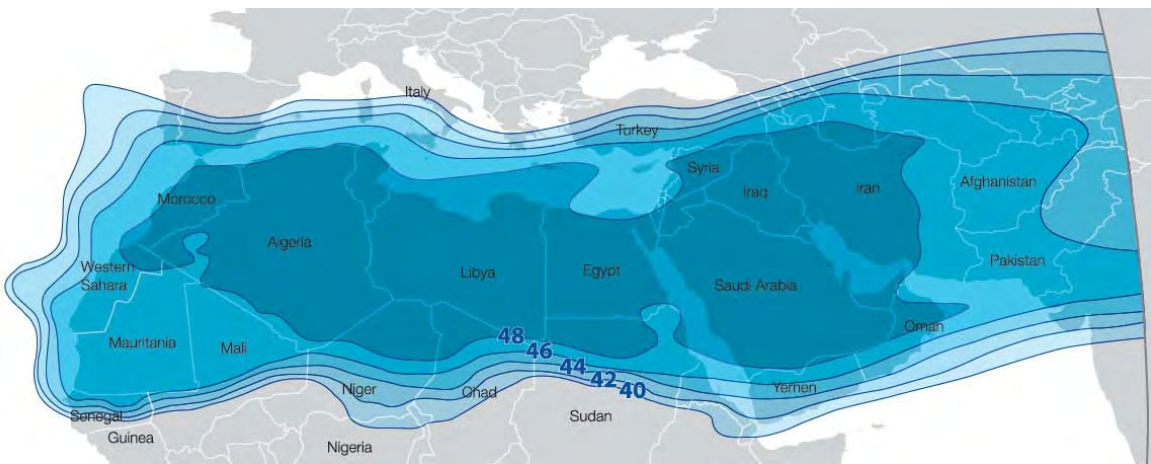 Italy
Turkey
Syria
Morocco
Iraq
Iran
Afghanistan
Algeria
Western
Sahara
Libya
Egypt
Saudi Arabia
Pakistan
Mauritania
Mali
Oman
48
46
44
42
40
Niger
Chad
Yemen
Senegal
Sudan
Guinea
Nigeria